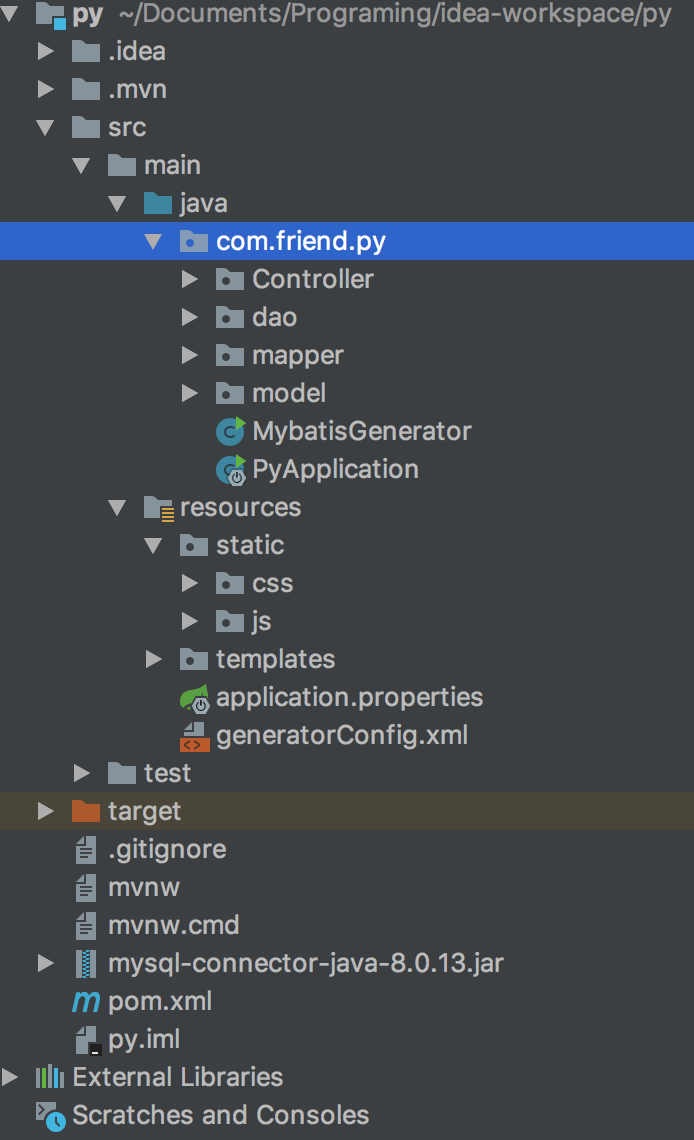 py ~/Documents/Programing/idea-workspace/py
.idea
.mvn
src
main
java
com.friend.py
Controller
dao
mapper
model
MybatisGenerator
PyApplication
resources
static
css
js
templates
application.properties
generatorConfig.xml
test
target
.gitignore
mvnw
mvnw.cmd
mysql-connector-java-8.0.13.jar
pom.xml
py.iml
External Libraries
Scratches and Consoles